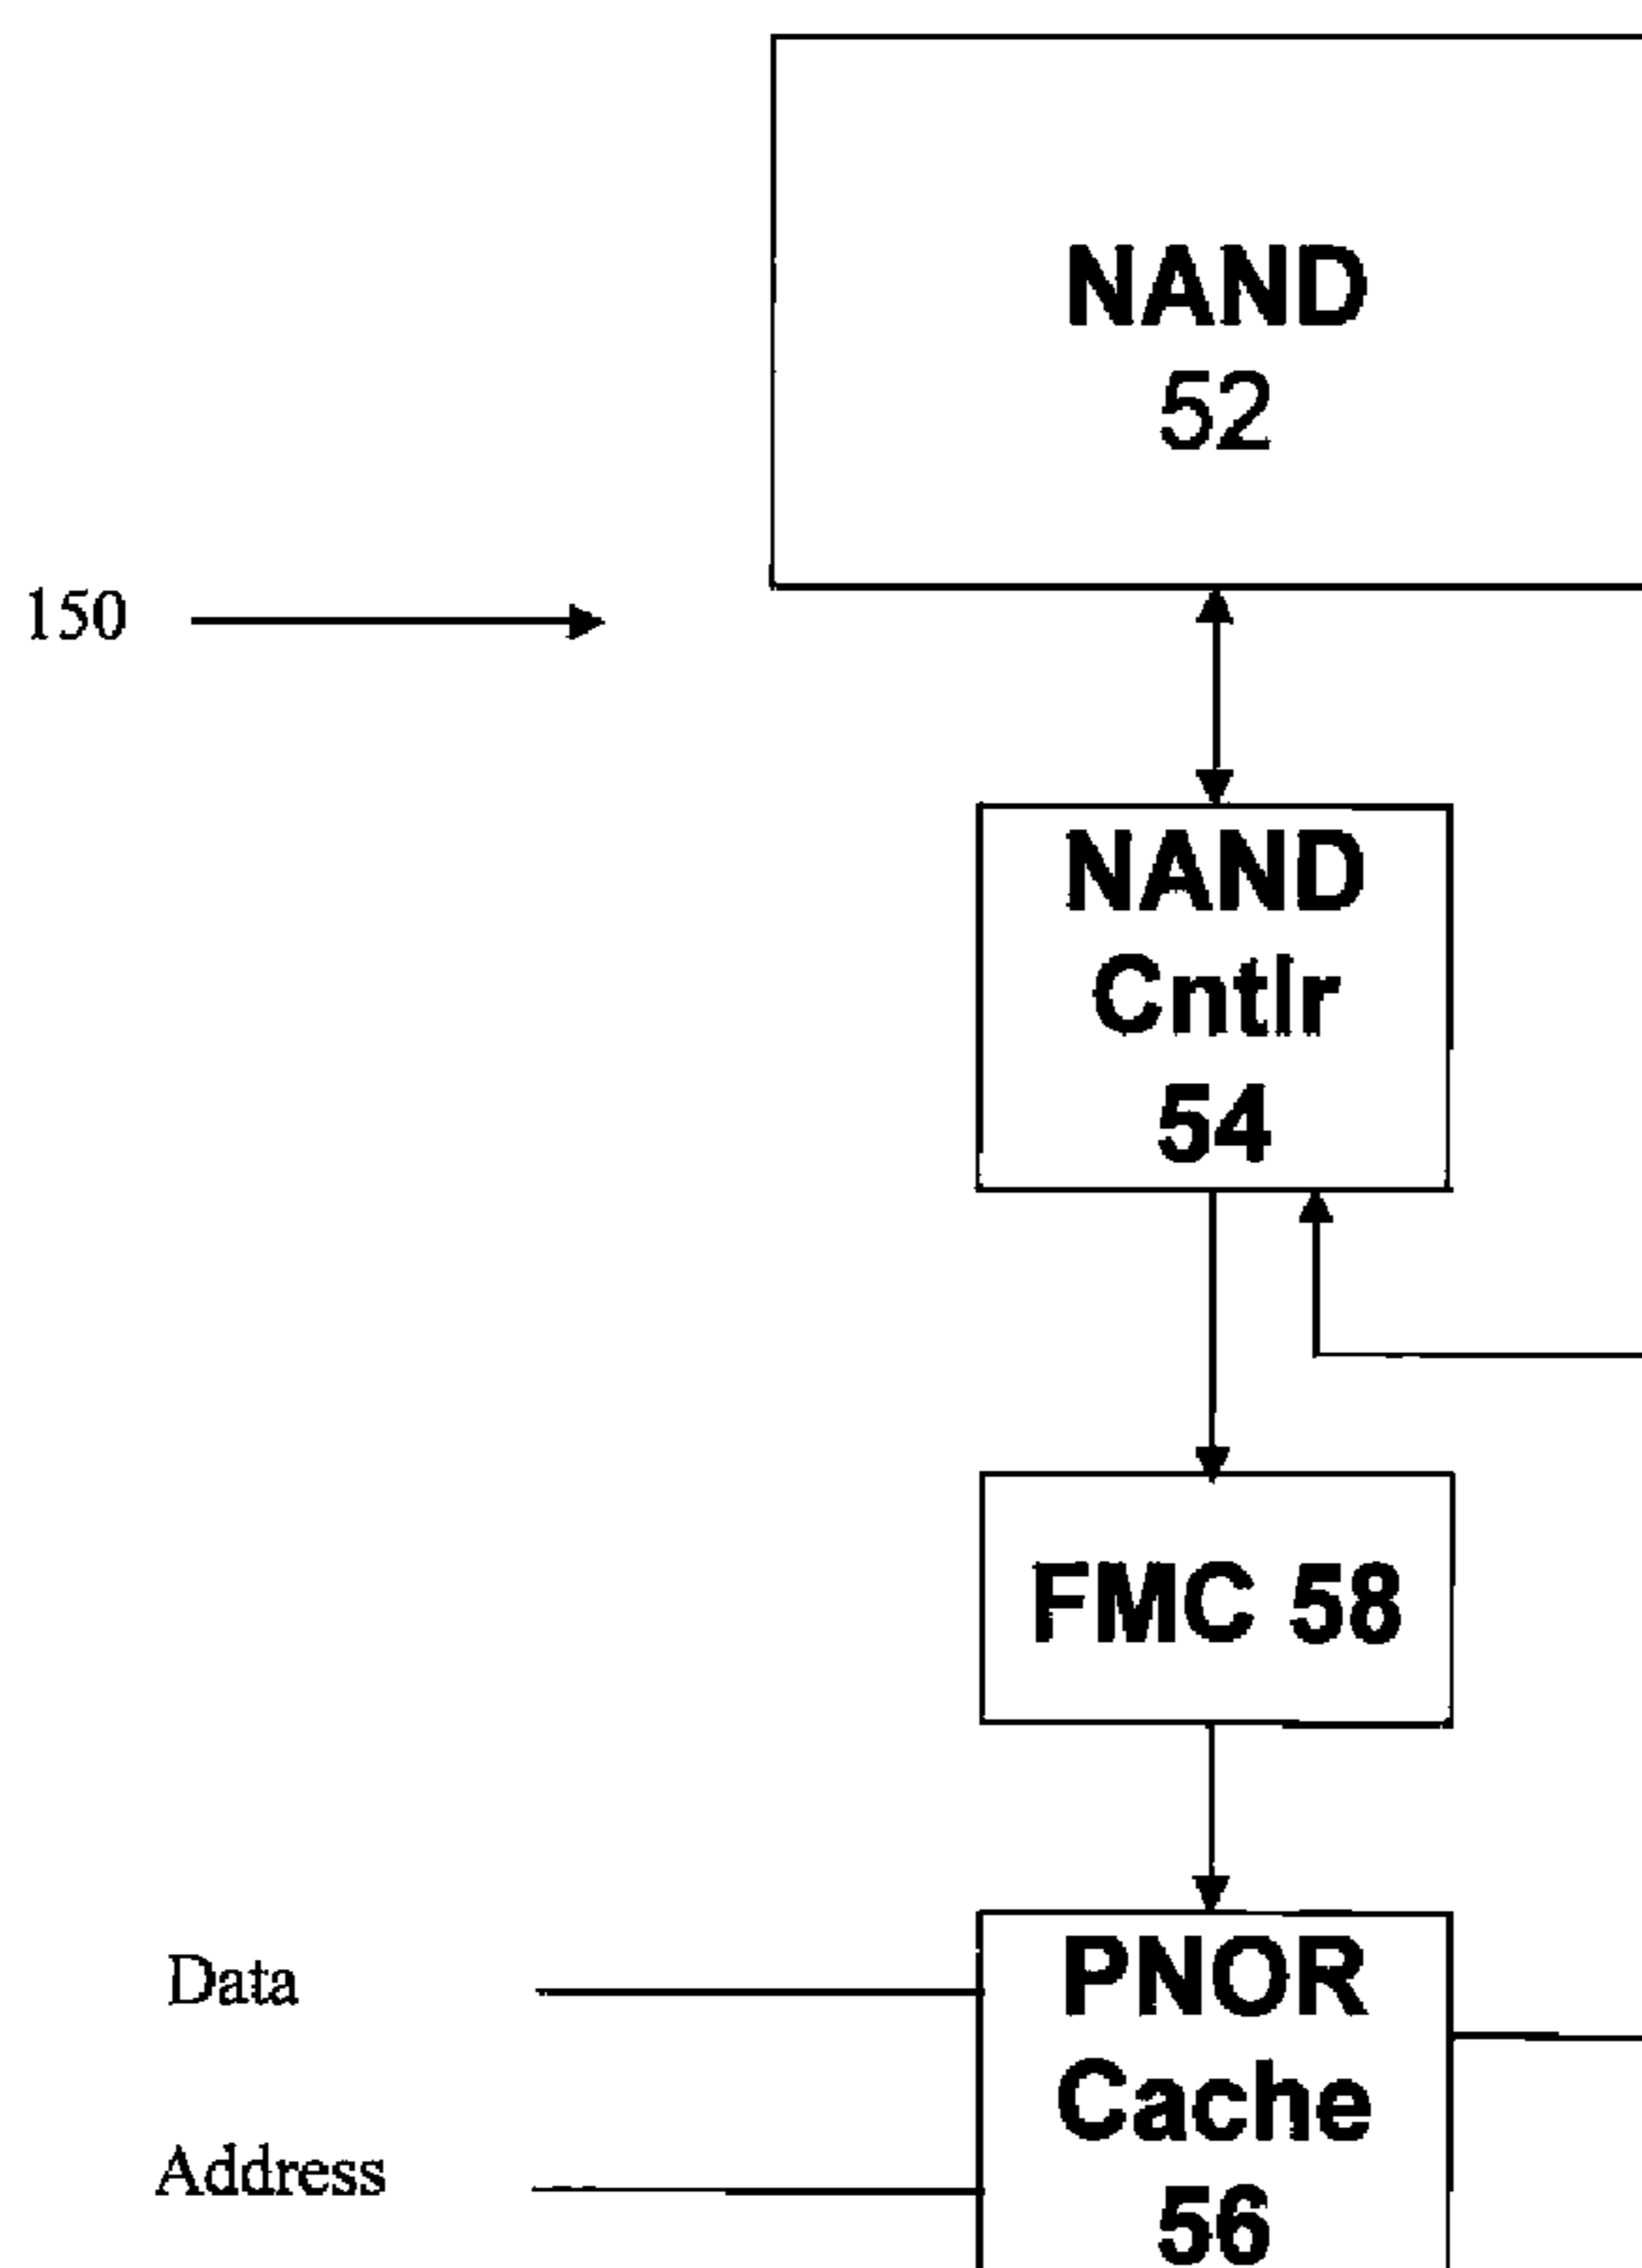 NAND
52
150
NAND
Cntlr
54
FMC 58
Data
PNOR
Cache
Address
56